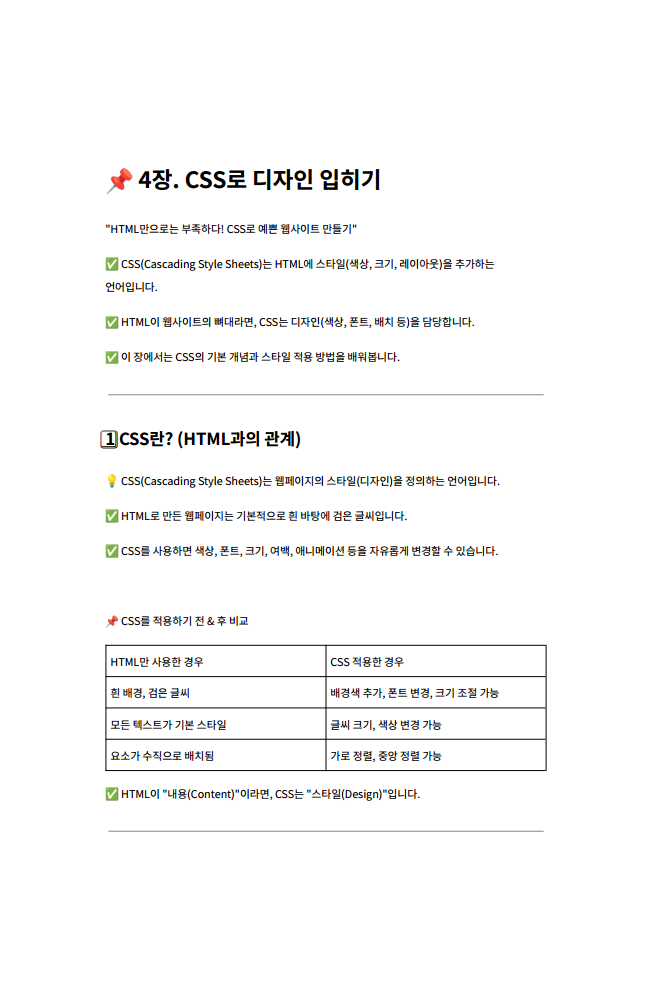 📌 4장. CSS로 디자인 입히기
"HTML만으로는 부족하다! CSS로 예쁜 웹사이트 만들기"
✅ CSS(Cascading Style Sheets)는 HTML에 스타일(색상, 크기, 레이아웃)을 추가하는
언어입니다.
✅ HTML이 웹사이트의 뼈대라면, CSS는 디자인(색상, 폰트, 배치 등)을 담당합니다.
✅ 이 장에서는 CSS의 기본 개념과 스타일 적용 방법을 배워봅니다.
1️⃣CSS란? (HTML과의 관계)
💡 CSS(Cascading Style Sheets)는 웹페이지의 스타일(디자인)을 정의하는 언어입니다.
✅ HTML로 만든 웹페이지는 기본적으로 흰 바탕에 검은 글씨입니다.
✅ CSS를 사용하면 색상, 폰트, 크기, 여백, 애니메이션 등을 자유롭게 변경할 수 있습니다.
📌 CSS를 적용하기 전 & 후 비교
HTML만 사용한 경우 CSS 적용한 경우
흰 배경, 검은 글씨 배경색 추가, 폰트 변경, 크기 조절 가능
모든 텍스트가 기본 스타일 글씨 크기, 색상 변경 가능
요소가 수직으로 배치됨 가로 정렬, 중앙 정렬 가능
✅ HTML이 "내용(Content)"이라면, CSS는 "스타일(Design)"입니다.